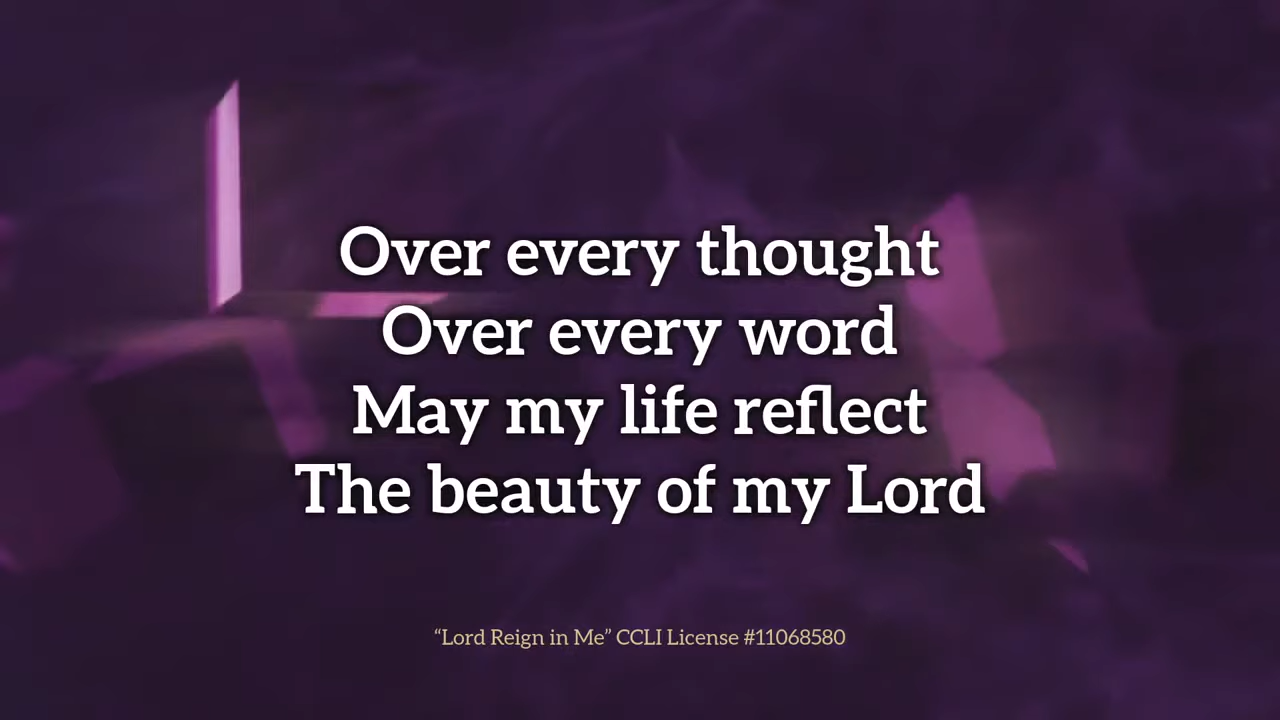 Over every thought
Over every word
May my life reflect
The beauty of my Lord
“Lord Reign in Me” CCLI License #11068580